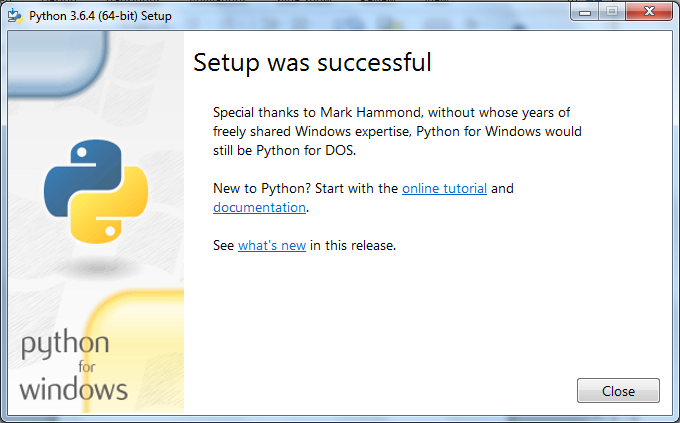 Python 3.6.4 (64-bit) Setup
Setup was successful
Special thanks to Mark Hammond, without whose years of
freely shared Windows expertise, Python for Windows would
still be Python for DOS.
New to Python? Start with the online tutorial and
documentation.
See what's new in this release.
python
for
windows
Close